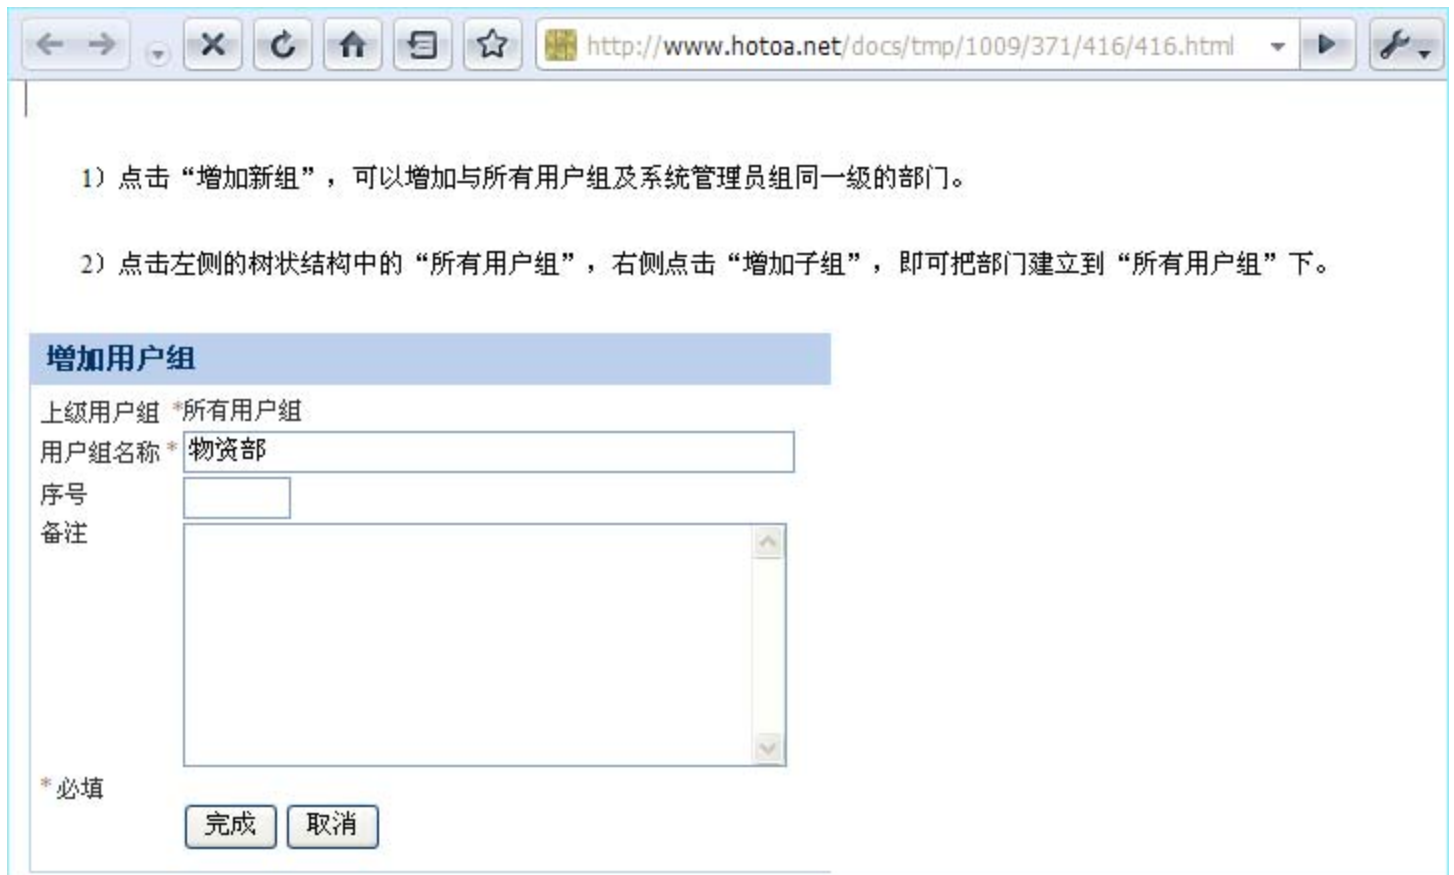 http://www.hotoa.net/docs/tmp/1009/371/416/416.html
1）点击“增加新组”，可以增加与所有用户组及系统管理员组同一级的部门。
2）点击左侧的树状结构中的“所有用户组”，右侧点击“增加子组”，即可把部门建立到“所有用户组”下。
增加用户组
上级用户组 *所有用户组
用户组名称 * 物资部
序号
备注
*必填
完成 取消